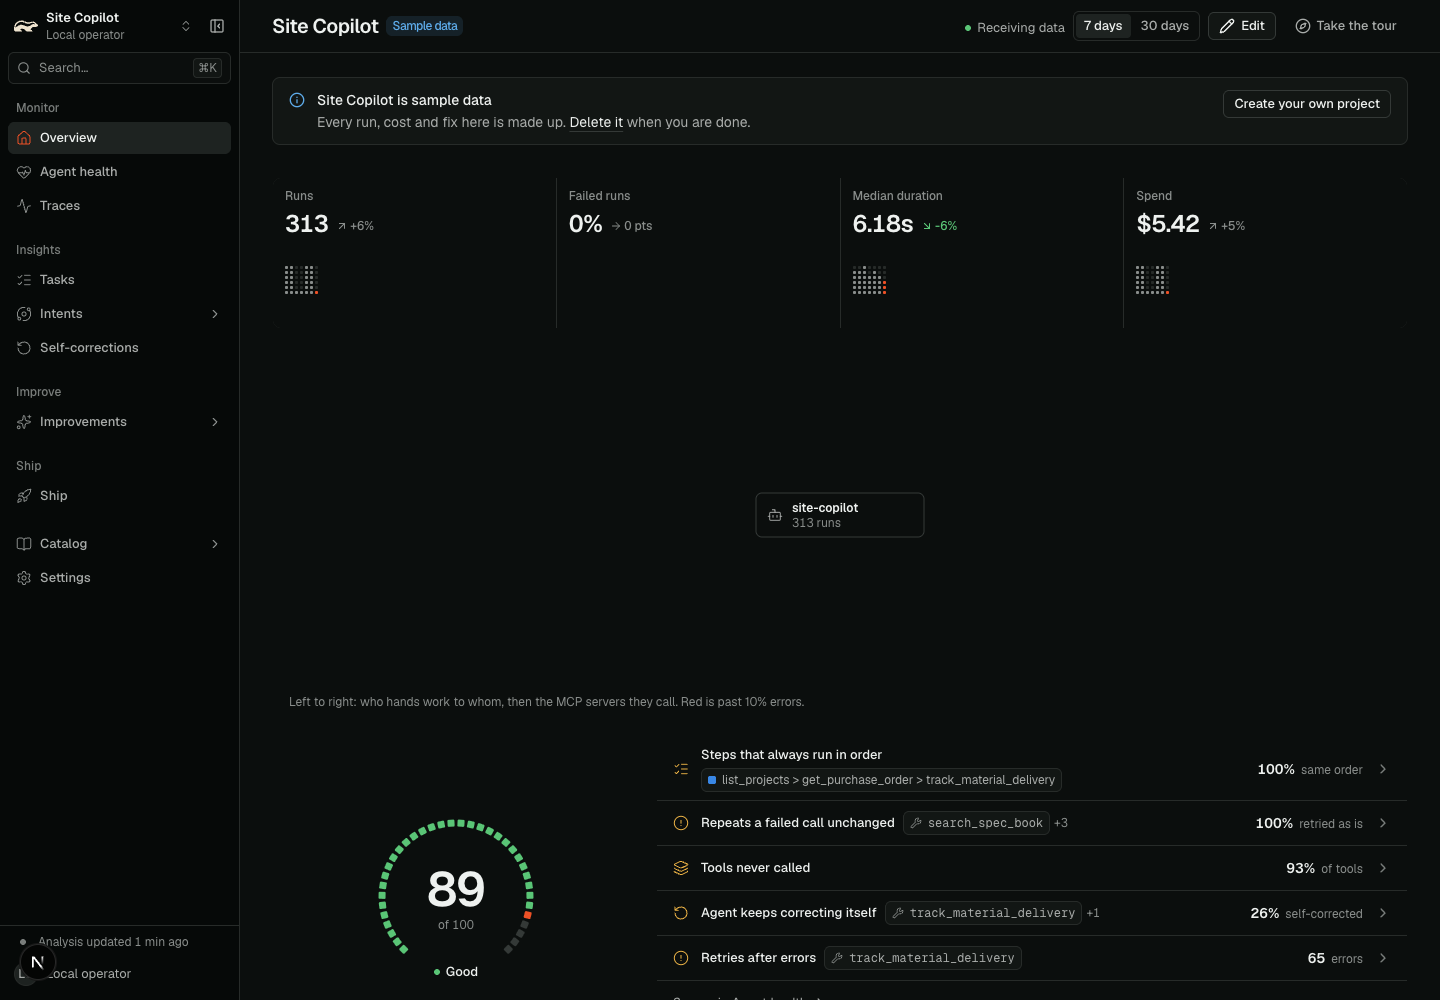 Site Copilot
Local operator
Search...
⌘K
Monitor
Overview
Agent health
Traces
Insights
Tasks
Intents
Self-corrections
Improve
Improvements
Ship
Ship
Catalog
Settings
Analysis updated 1 min ago
N
Local operator
Site Copilot
Sample data
Receiving data
7 days
30 days
Edit
Take the tour
Site Copilot is sample data
Every run, cost and fix here is made up. Delete it when you are done.
Create your own project
Runs
313
+6%
Failed runs
0%
0 pts
Median duration
6.18s
-6%
Spend
$5.42
+5%
site-copilot
313 runs
Left to right: who hands work to whom, then the MCP servers they call. Red is past 10% errors.
89
of 100
Good
Steps that always run in order
list_projects > get_purchase_order > track_material_delivery
100% same order
Repeats a failed call unchanged search_spec_book +3
100% retried as is
Tools never called
93% of tools
Agent keeps correcting itself track_material_delivery +1
26% self-corrected
Retries after errors track_material_delivery
65 errors